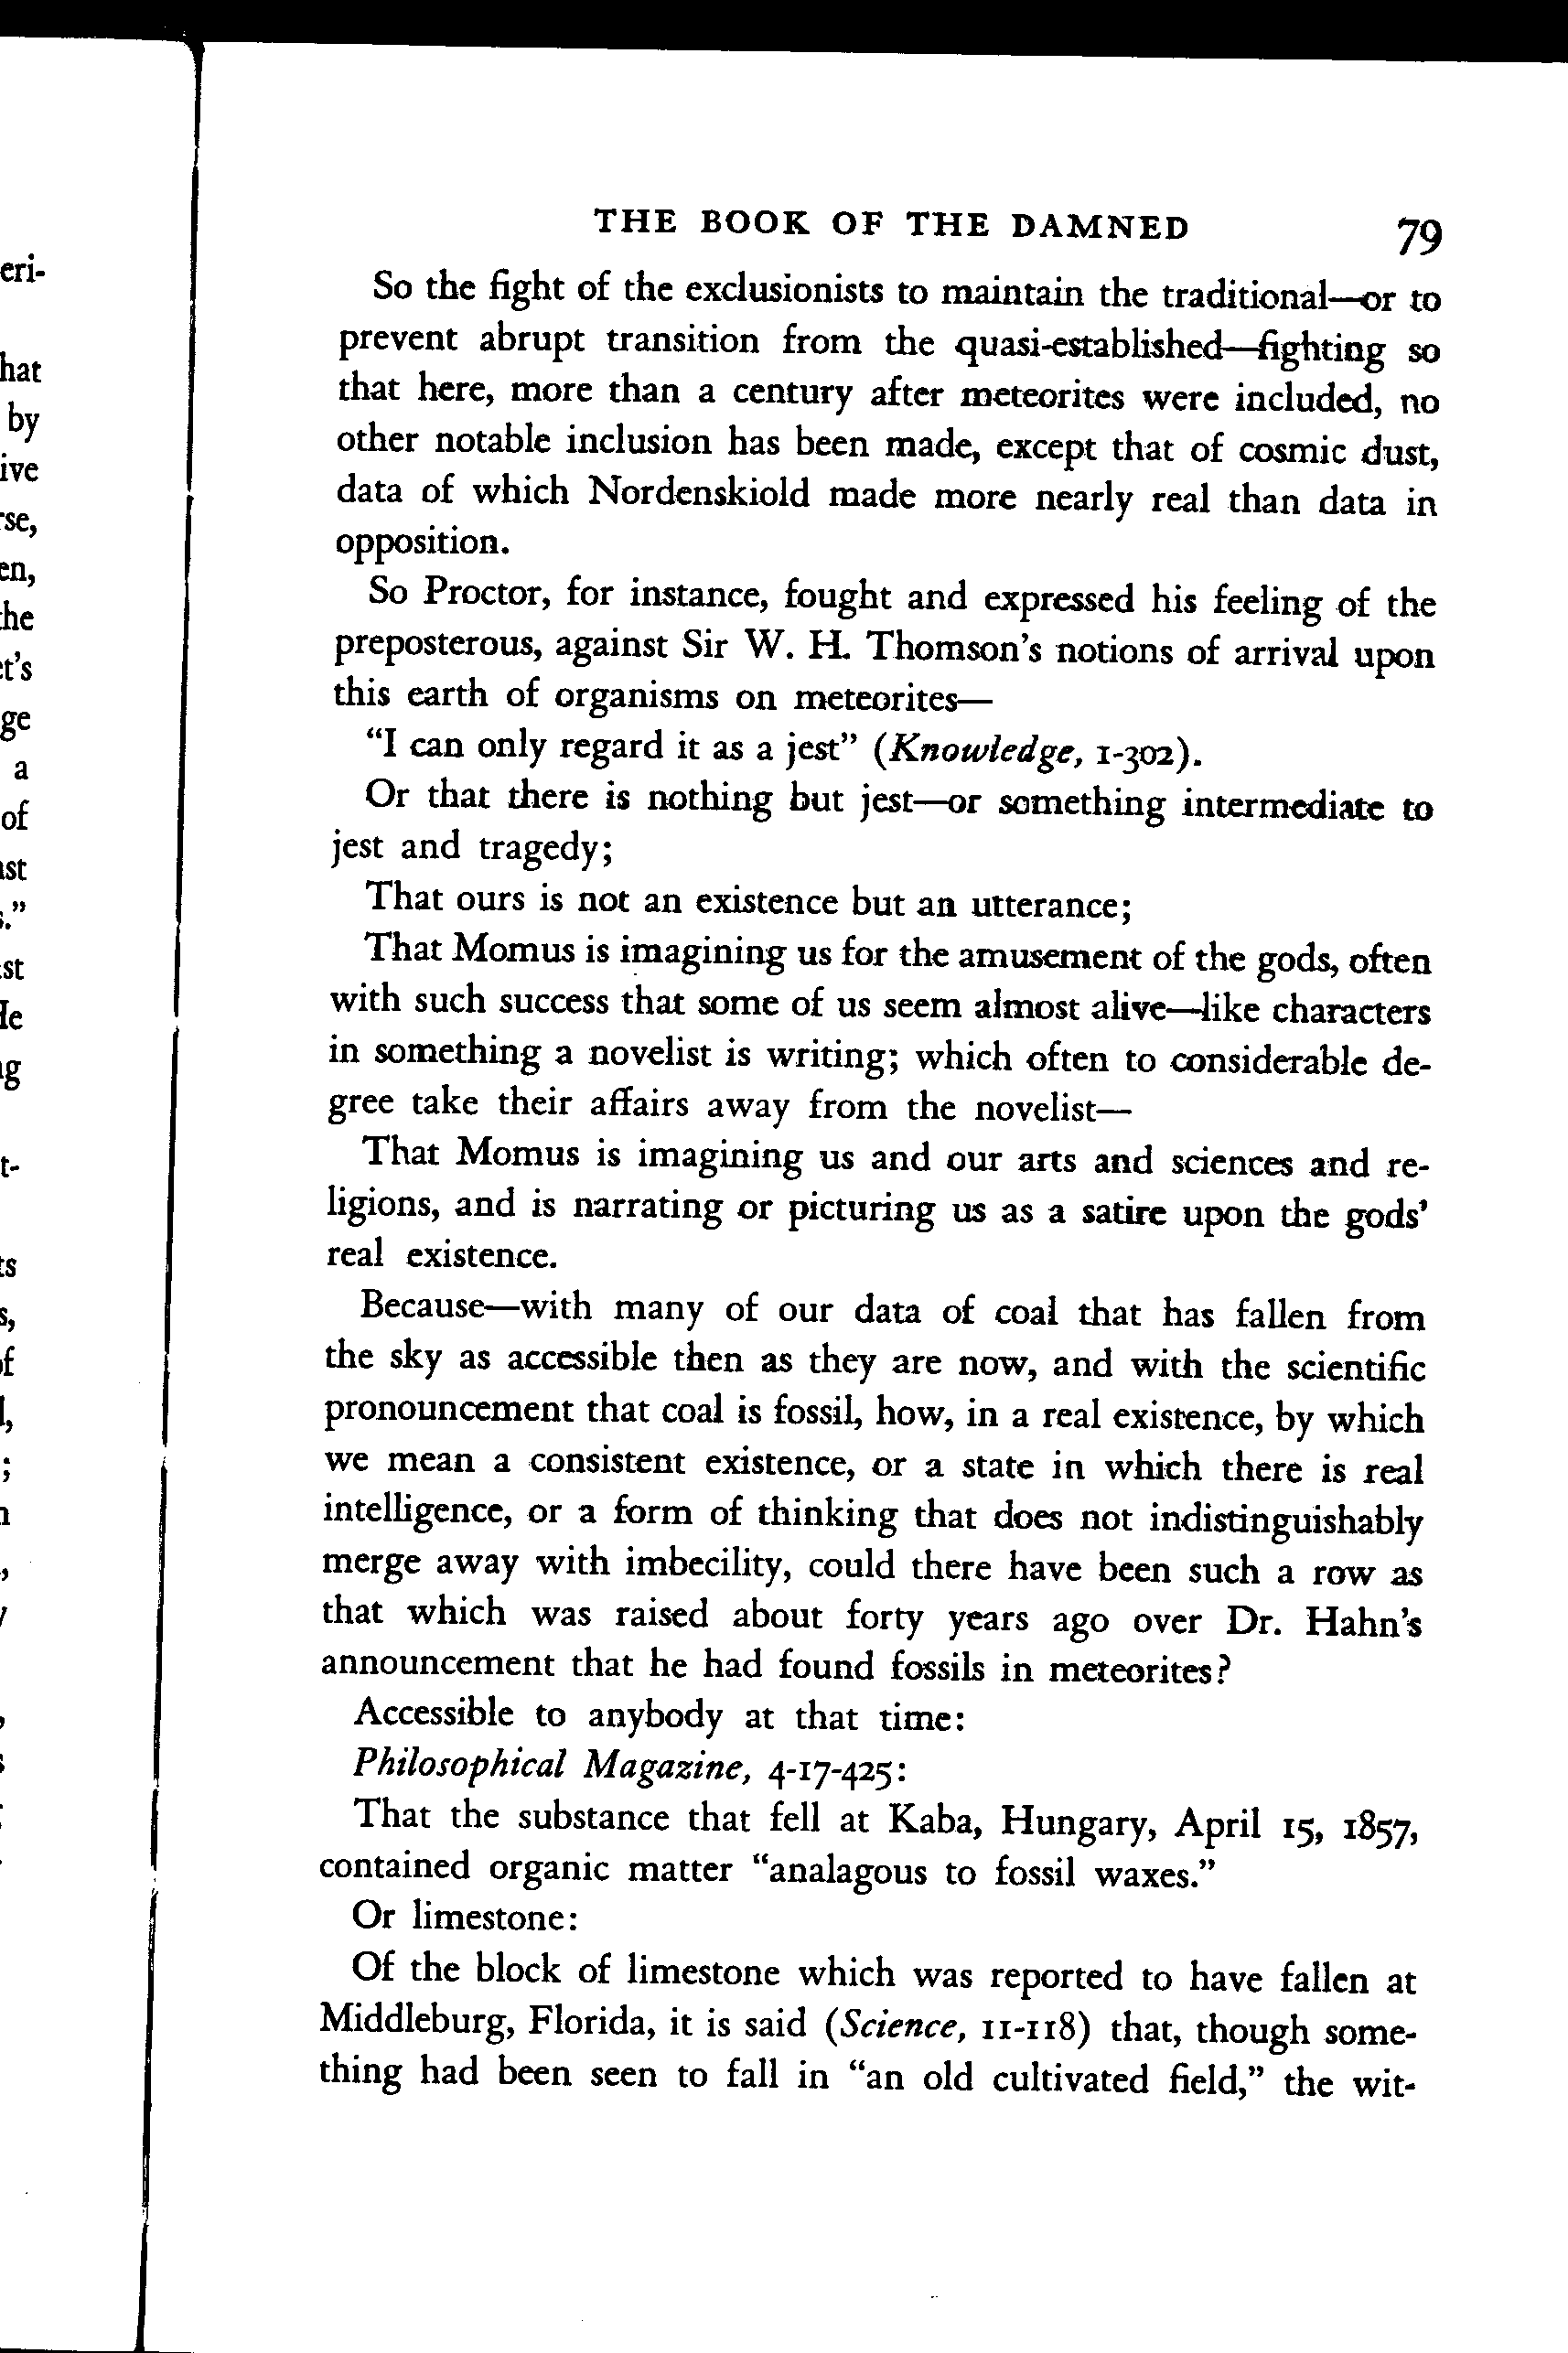 THE BOOK OF THE DAMNED 79
So the fight of the exclusionists to maintain the traditional—or to
prevent abrupt transition from the quasi-established—fighting so
that here, more than a century after meteorites were included, no
other notable inclusion has been made, except that of cosmic dust,
data of which Nordenskiold made more nearly real than data in
opposition.
So Proctor, for instance, fought and expressed his feeling of the
preposterous, against Sir W. H. Thomson's notions of arrival upon
this earth of organisms on meteorites—
"I can only regard it as a jest" (Knowledge, 1-302).
Or that there is nothing but jest—or something intermediate to
jest and tragedy;
That ours is not an existence but an utterance;
That Momus is imagining us for the amusement of the gods, often
with such success that some of us seem almost alive—like characters
in something a novelist is writing; which often to considerable de-
gree take their affairs away from the novelist—
That Momus is imagining us and our arts and sciences and re-
ligions, and is narrating or picturing us as a satire upon the gods'
real existence.
Because—with many of our data of coal that has fallen from
the sky as accessible then as they are now, and with the scientific
pronouncement that coal is fossil, how, in a real existence, by which
we mean a consistent existence, or a state in which there is real
intelligence, or a form of thinking that does not indistinguishably
merge away with imbecility, could there have been such a row as
that which was raised about forty years ago over Dr. Hahn's
announcement that he had found fossils in meteorites?
Accessible to anybody at that time:
Philosophical Magazine, 4-17-425:
That the substance that fell at Kaba, Hungary, April 15, 1857,
contained organic matter "analagous to fossil waxes."
Or limestone:
Of the block of limestone which was reported to have fallen at
Middleburg, Florida, it is said (Science, 11-118) that, though some-
thing had been seen to fall in "an old cultivated field," the wit-